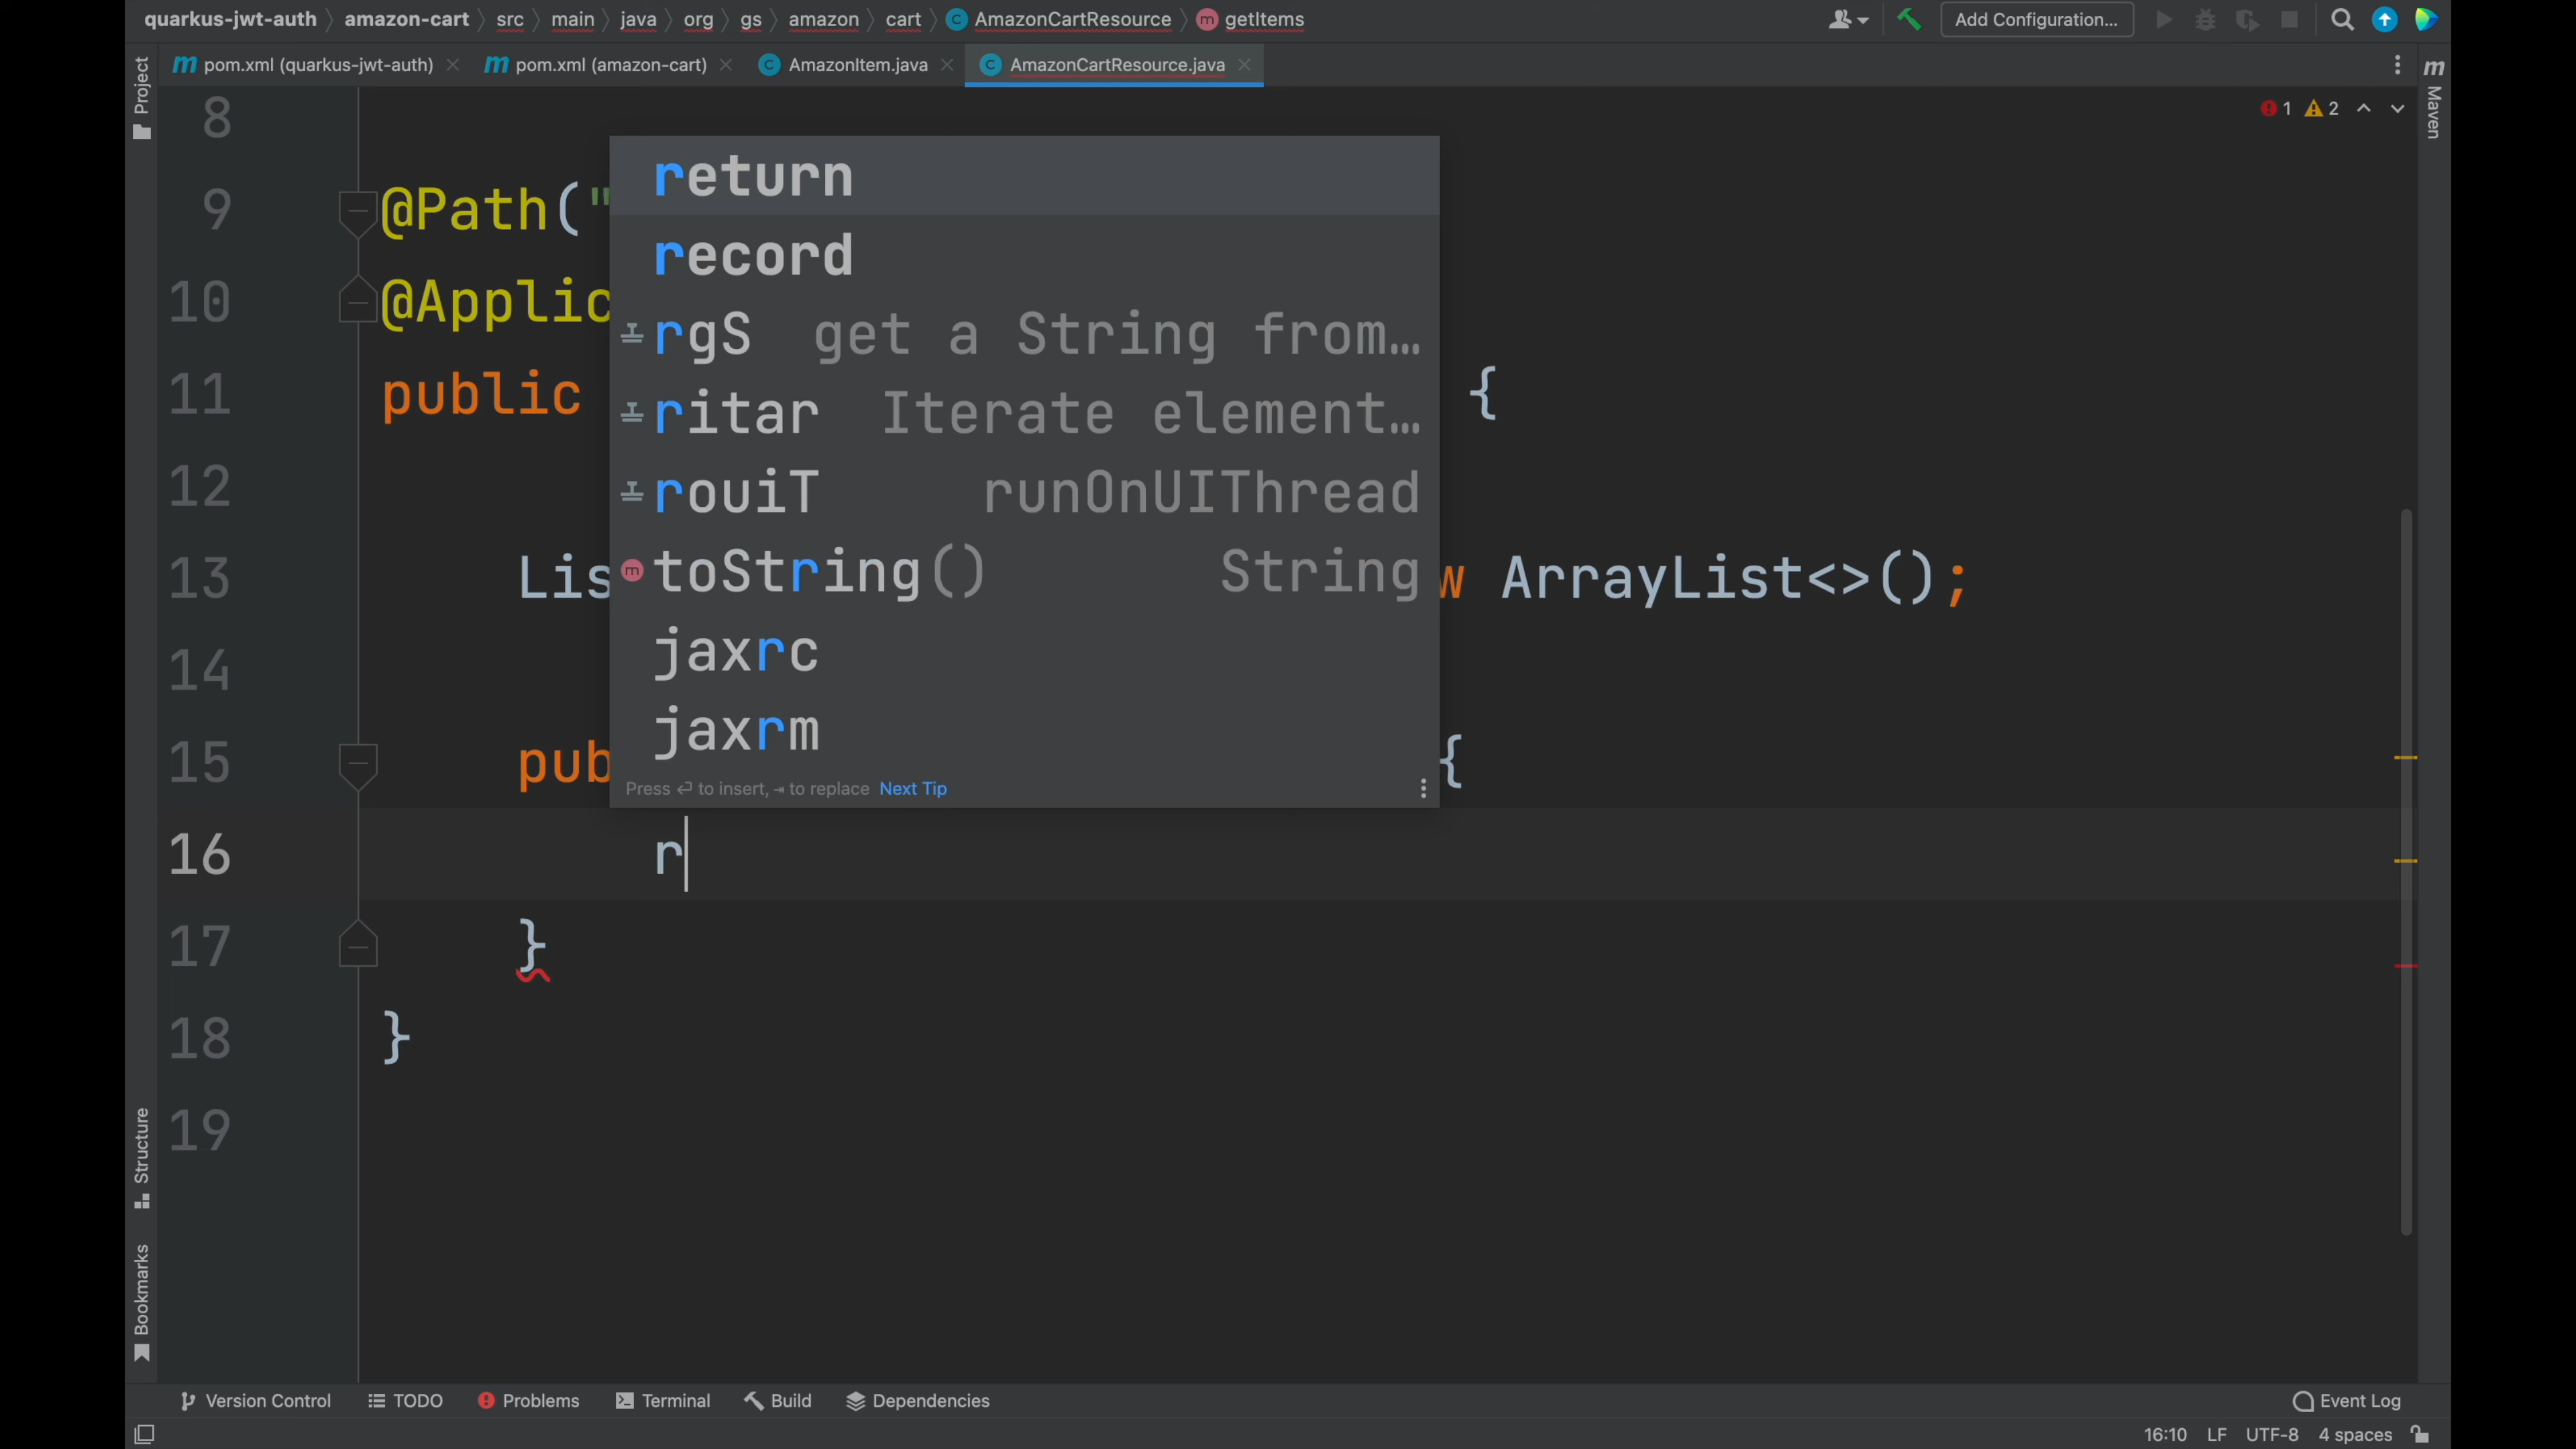 quarkus-jwt-auth amazon-cart src main java org gs amazon cart AmazonCartResource getItems Add Configuration...
pom.xml (quarkus-jwt-auth) pom.xml (amazon-cart) AmazonItem.java AmazonCartResource.java
Project
Maven
1 2
8
9 @Path("
10 @Applic
11 public {
12
13 Lis w ArrayList<>();
14
15 pub {
16 r
17 }
18 }
19
return
record
rgS get a String from…
ritar Iterate element…
rouiT runOnUIThread
toString() String
jaxrc
jaxrm
Press ↵ to insert, ⇥ to replace Next Tip
Structure
Bookmarks
Version Control TODO Problems Terminal Build Dependencies Event Log
16:10 LF UTF-8 4 spaces